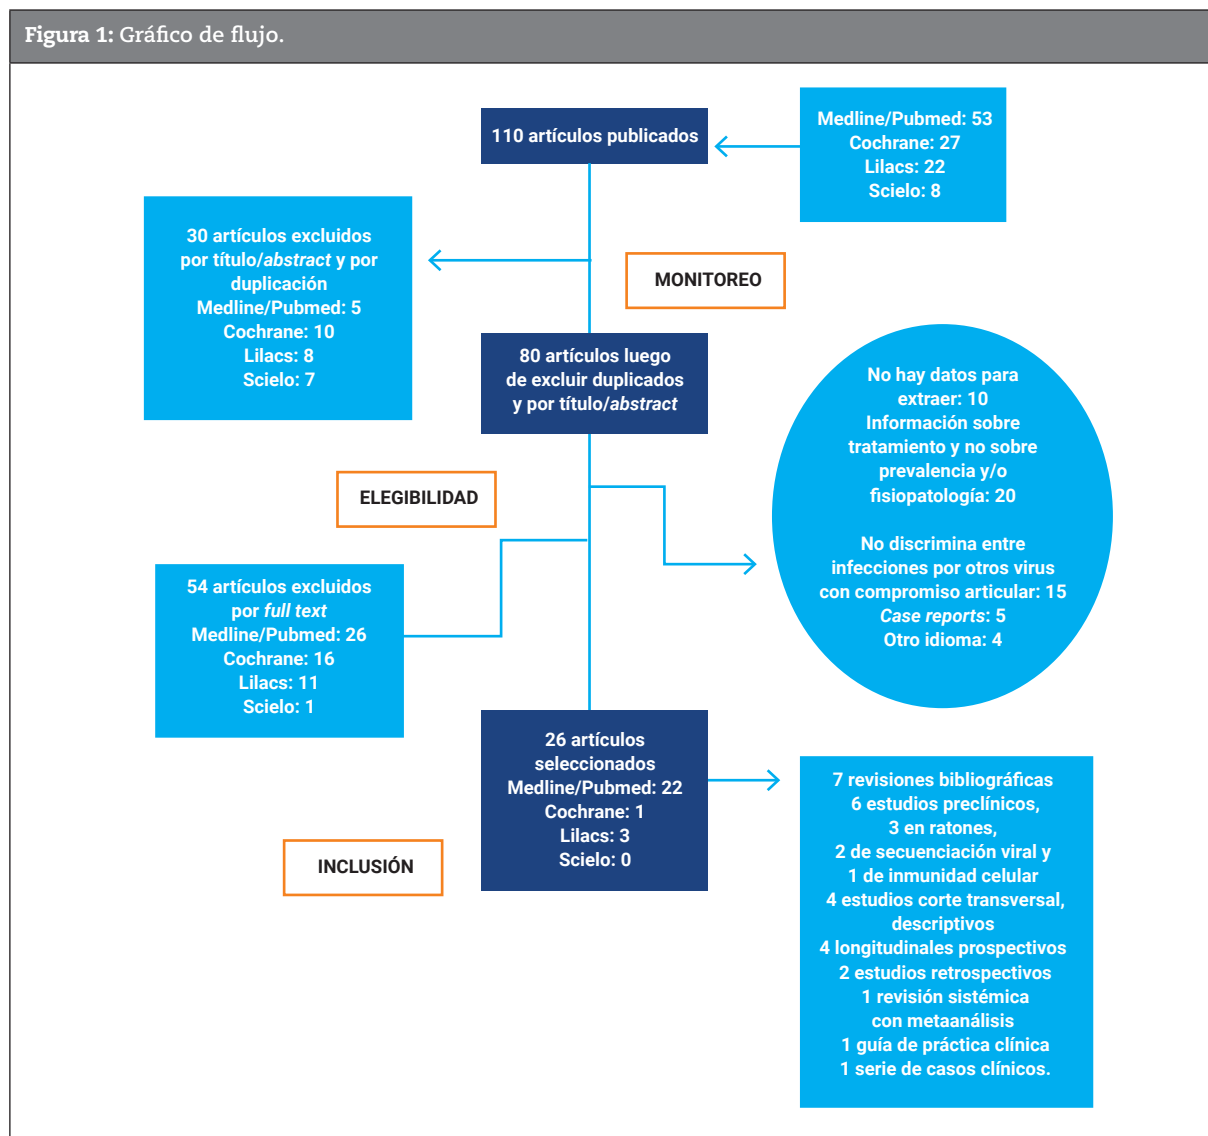 Figura 1: Gráfico de flujo.
110 artículos publicados
Medline/Pubmed: 53
Cochrane: 27
Lilacs: 22
Scielo: 8
30 artículos excluidos
por título/abstract y por
duplicación
Medline/Pubmed: 5
Cochrane: 10
Lilacs: 8
Scielo: 7
MONITOREO
80 artículos luego
de excluir duplicados
y por título/abstract
No hay datos para
extraer: 10
Información sobre
tratamiento y no sobre
prevalencia y/o
fisiopatología: 20
No discrimina entre
infecciones por otros virus
con compromiso articular: 15
Case reports: 5
Otro idioma: 4
ELEGIBILIDAD
54 artículos excluidos
por full text
Medline/Pubmed: 26
Cochrane: 16
Lilacs: 11
Scielo: 1
26 artículos
seleccionados
Medline/Pubmed: 22
Cochrane: 1
Lilacs: 3
Scielo: 0
INCLUSIÓN
7 revisiones bibliográficas
6 estudios preclínicos,
3 en ratones,
2 de secuenciación viral y
1 de inmunidad celular
4 estudios corte transversal,
descriptivos
4 longitudinales prospectivos
2 estudios retrospectivos
1 revisión sistémica
con metaanálisis
1 guía de práctica clínica
1 serie de casos clínicos.